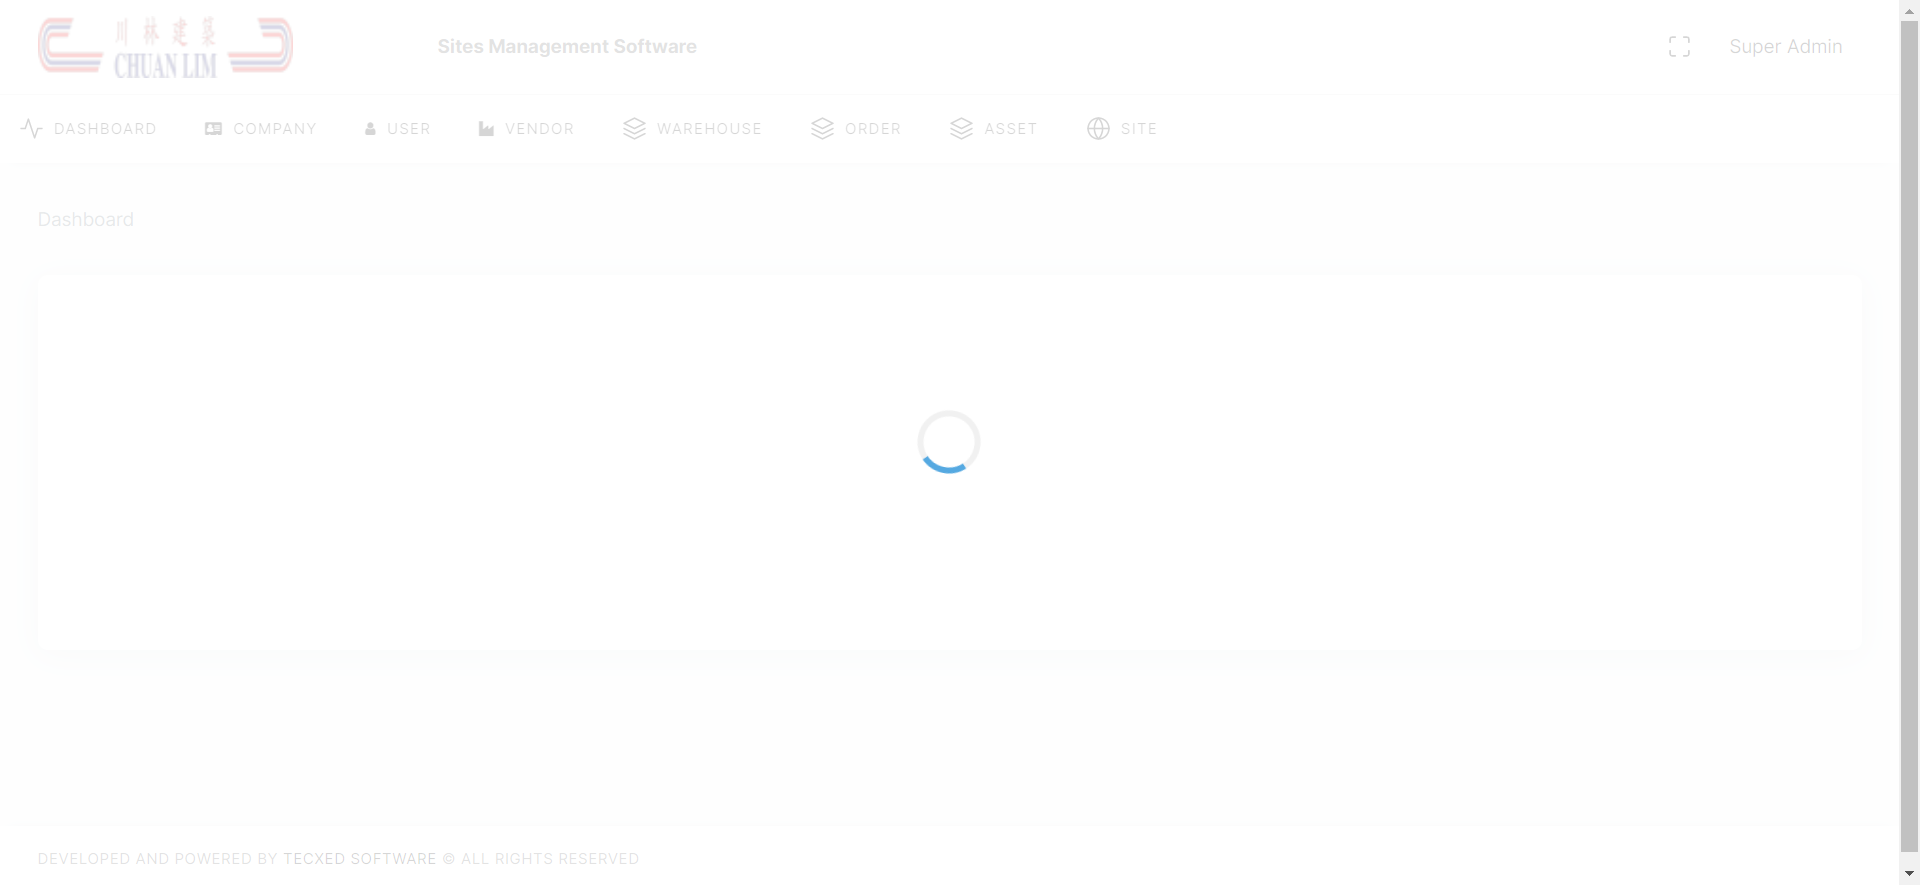 川林建築
CHUAN LIM
Sites Management Software
Super Admin
DASHBOARD
COMPANY
USER
VENDOR
WAREHOUSE
ORDER
ASSET
SITE
Dashboard
DEVELOPED AND POWERED BY TECXED SOFTWARE © ALL RIGHTS RESERVED